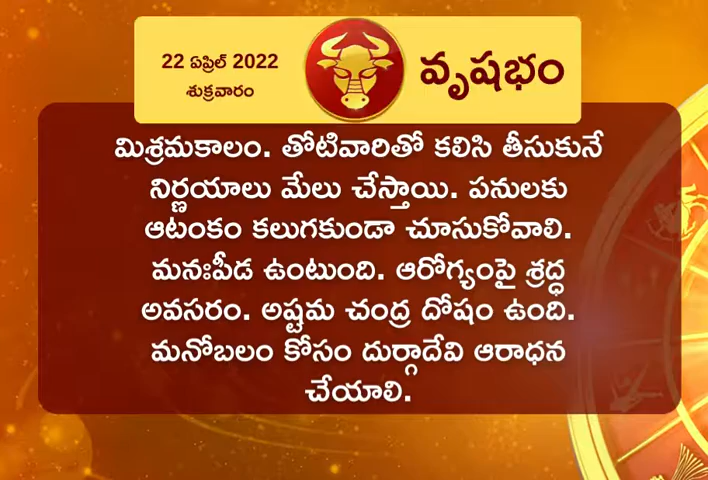 22 ఏప్రిల్ 2022
శుక్రవారం
వృషభం
మిశ్రమకాలం. తోటివారితో కలిసి తీసుకునే
నిర్ణయాలు మేలు చేస్తాయి. పనులకు
ఆటంకం కలుగకుండా చూసుకోవాలి.
మనఃపీడ ఉంటుంది. ఆరోగ్యంపై శ్రద్ధ
అవసరం. అష్టమ చంద్ర దోషం ఉంది.
మనోబలం కోసం దుర్గాదేవి ఆరాధన
చేయాలి.